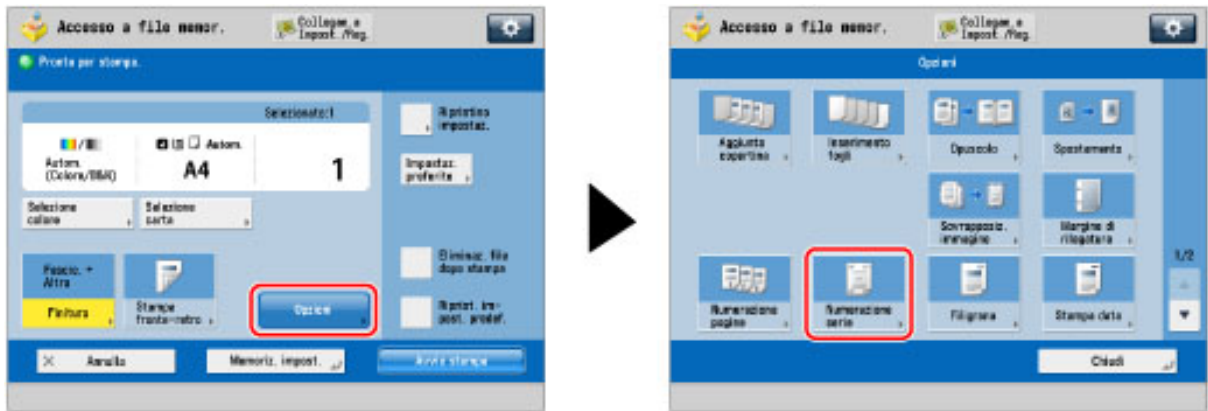 Accesso a file memor.
Collegam. e
Impost./Reg.
Pronta per stampa.
Selezionato:1
Autom.
(Colore/B&N)
Autom.
A4
1
Selezione
colore
Selezione
carta
Fascic. +
Altro
Finitura
Stampa
fronte-retro
Opzioni
Ripristino
impostaz.
Impostaz.
preferite
Eliminaz. file
dopo stampa
Riprist. im-
post. predef.
Annulla
Memoriz. impost.
Avvio stampa
Accesso a file memor.
Collegam. e
Impost./Reg.
Opzioni
Aggiunta
copertina
Inserimento
fogli
Opuscolo
Spostamento
Sovrapposiz.
immagine
Margine di
rilegatura
Numerazione
pagine
Numerazione
serie
Filigrana
Stampa data
1/2
Chiudi